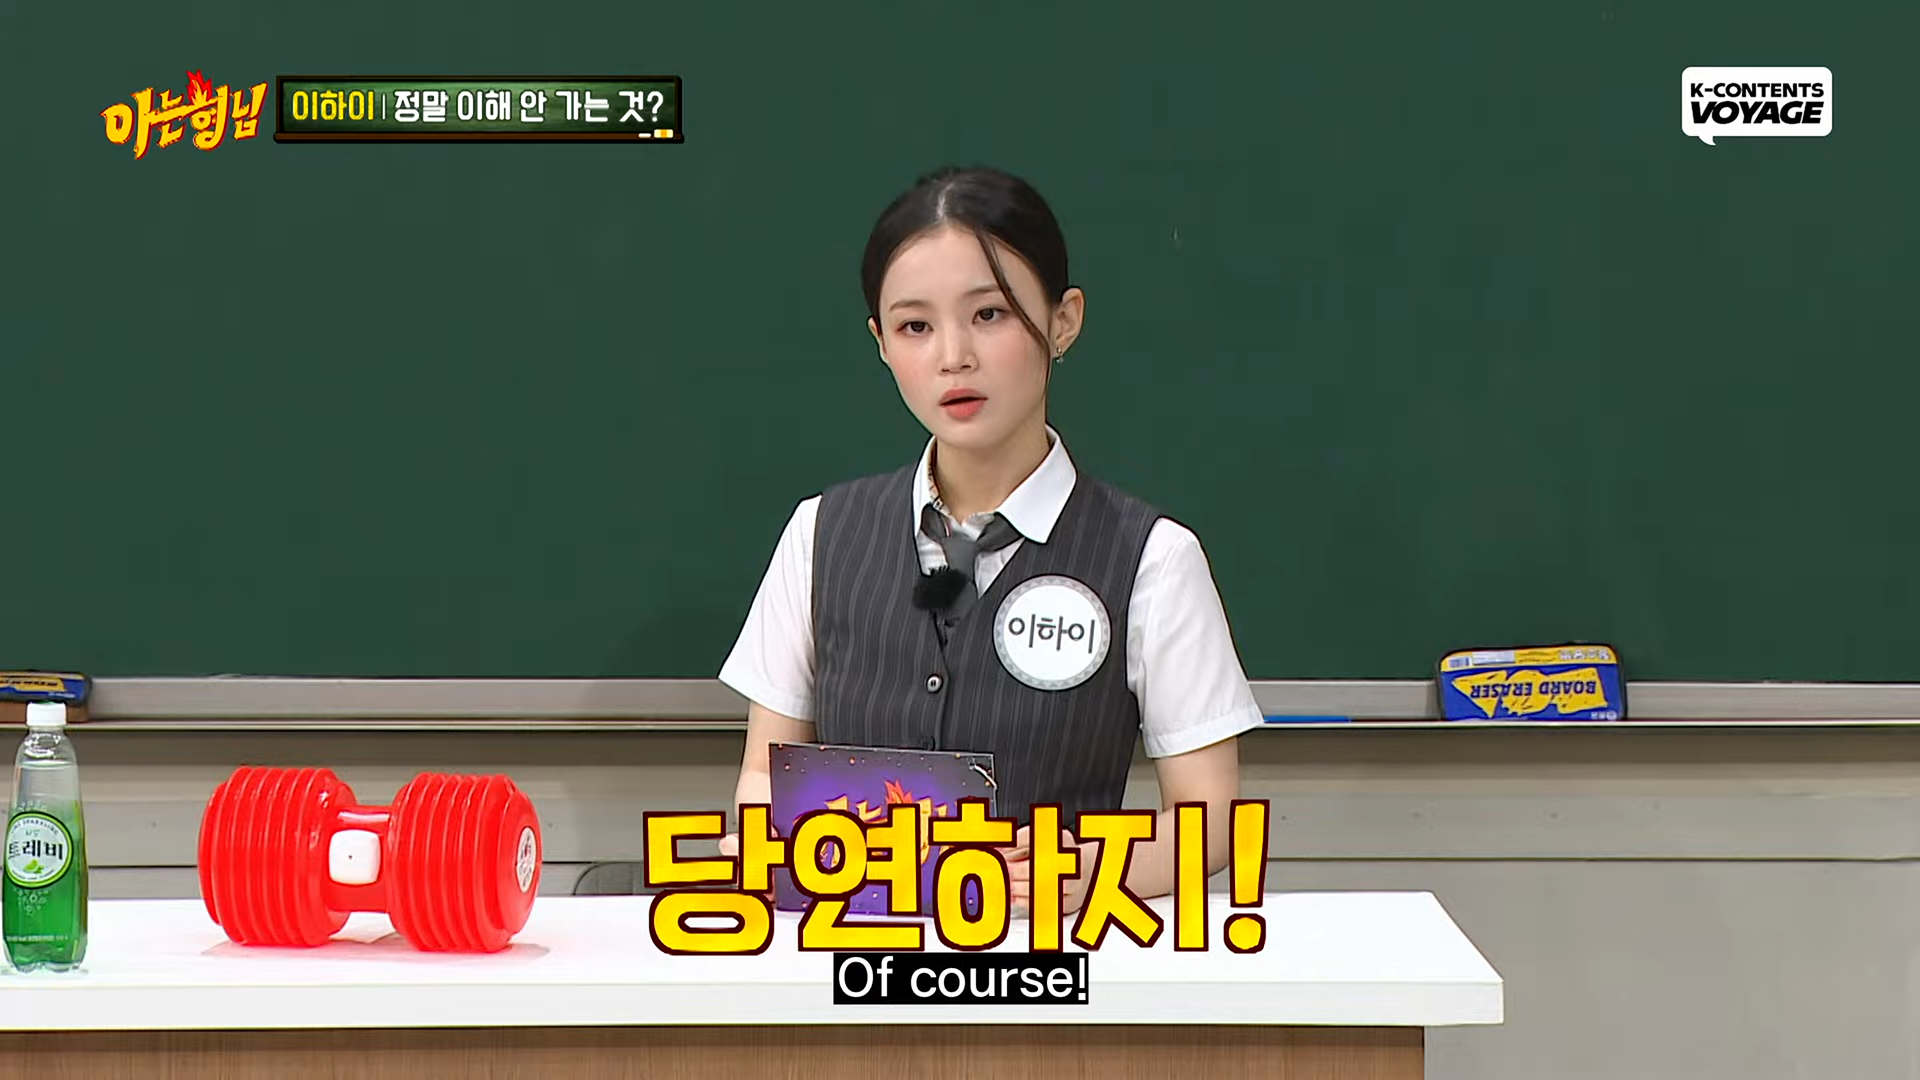 아는형님
이하이 | 정말 이해 안 가는 것?
K-CONTENTS
VOYAGE
이하이
BOARD ERASER
트레비
당연하지!
Of course!